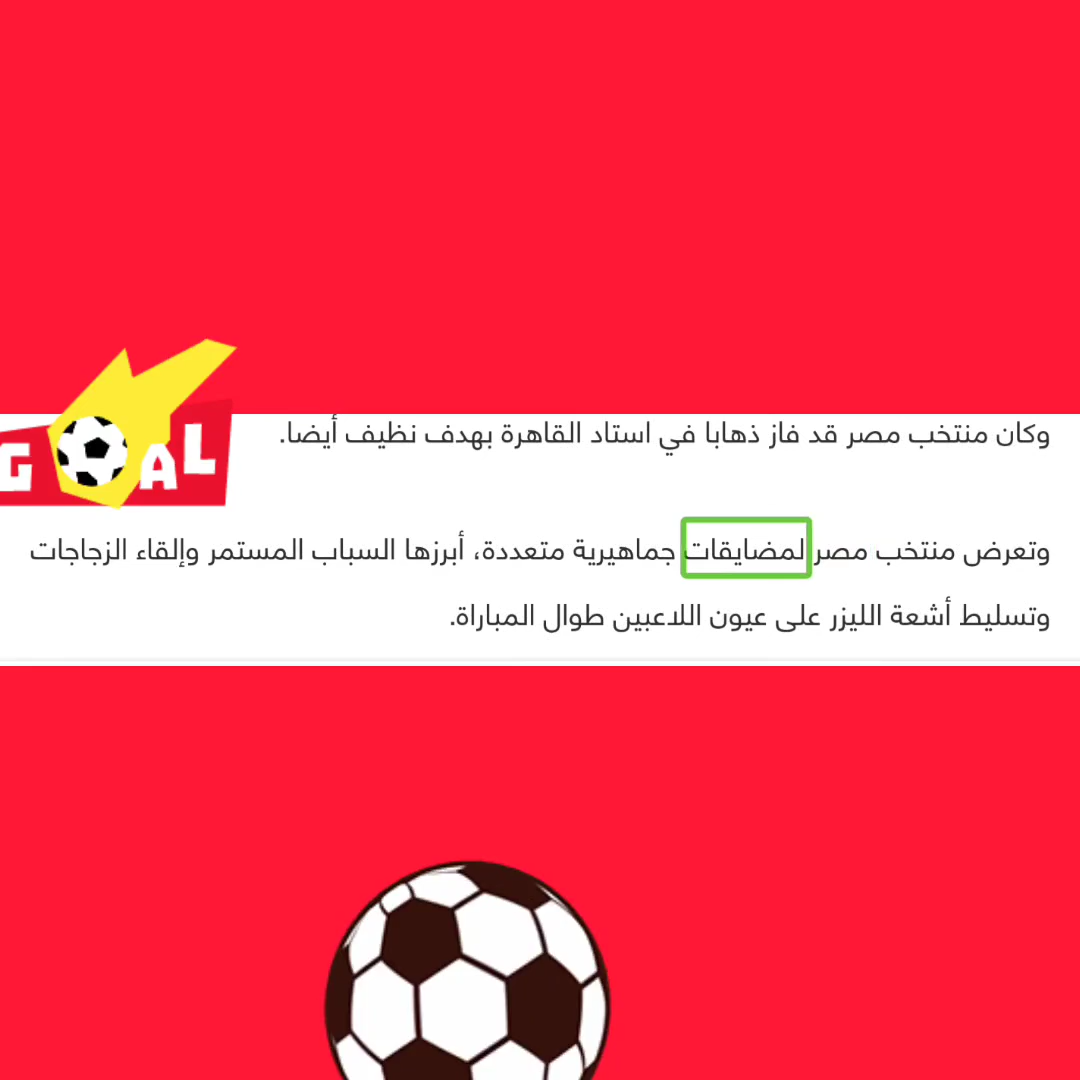 GOAL
وكان منتخب مصر قد فاز ذهابا في استاد القاهرة بهدف نظيف أيضا.
وتعرض منتخب مصر لمضايقات جماهيرية متعددة، أبرزها السباب المستمر وإلقاء الزجاجات
وتسليط أشعة الليزر على عيون اللاعبين طوال المباراة.